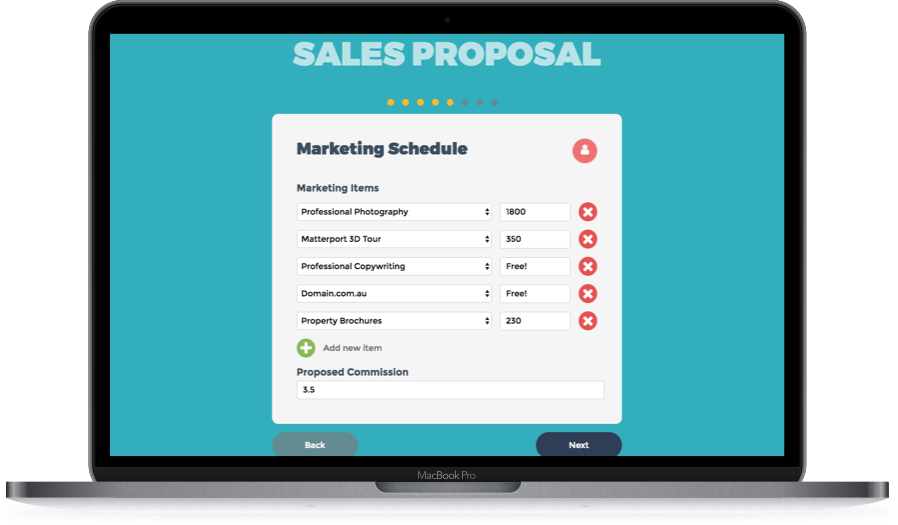 SALES PROPOSAL
Marketing Schedule
Marketing Items
Professional Photography 1800
Matterport 3D Tour 350
Professional Copywriting Free!
Domain.com.au Free!
Property Brochures 230
Add new item
Proposed Commission
3.5
Back Next
MacBook Pro